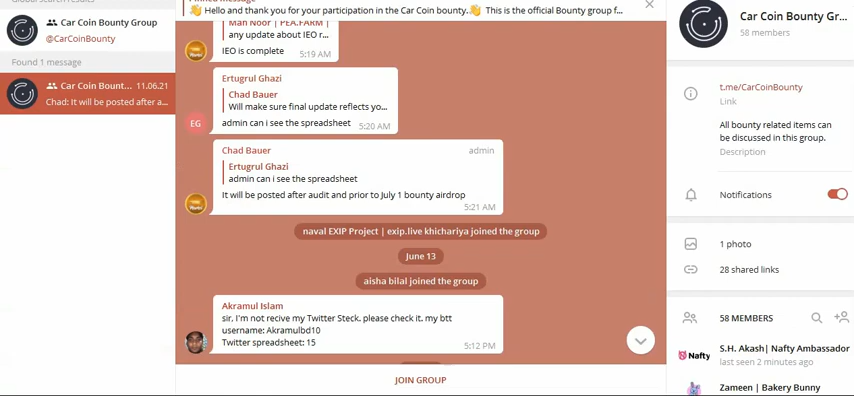 Global search results
Car Coin Bounty Group
@CarCoinBounty
Found 1 message
Car Coin Bount... 11.06.21
Chad: It will be posted after a...
Hello and thank you for your participation in the Car Coin bounty. This is the official Bounty group f...
Mah Noor | PEA.FARM |
any update about IEO r...
IEO is complete 5:19 AM
Ertugrul Ghazi
Chad Bauer
Will make sure final update reflects yo...
EG
admin can i see the spreadsheet 5:20 AM
Chad Bauer admin
Ertugrul Ghazi
admin can i see the spreadsheet
It will be posted after audit and prior to July 1 bounty airdrop
5:21 AM
naval EXIP Project | exip.live khichariya joined the group
June 13
aisha bilal joined the group
Akramul Islam
sir, I'm not recive my Twitter Steck. please check it. my btt
username: Akramulbd10
Twitter spreadsheet: 15 5:12 PM
JOIN GROUP
Car Coin Bounty Gr...
58 members
t.me/CarCoinBounty
Link
All bounty related items can
be discussed in this group.
Description
Notifications
1 photo
28 shared links
58 MEMBERS
Nafty
S.H. Akash| Nafty Ambassador
last seen 2 minutes ago
Zameen | Bakery Bunny